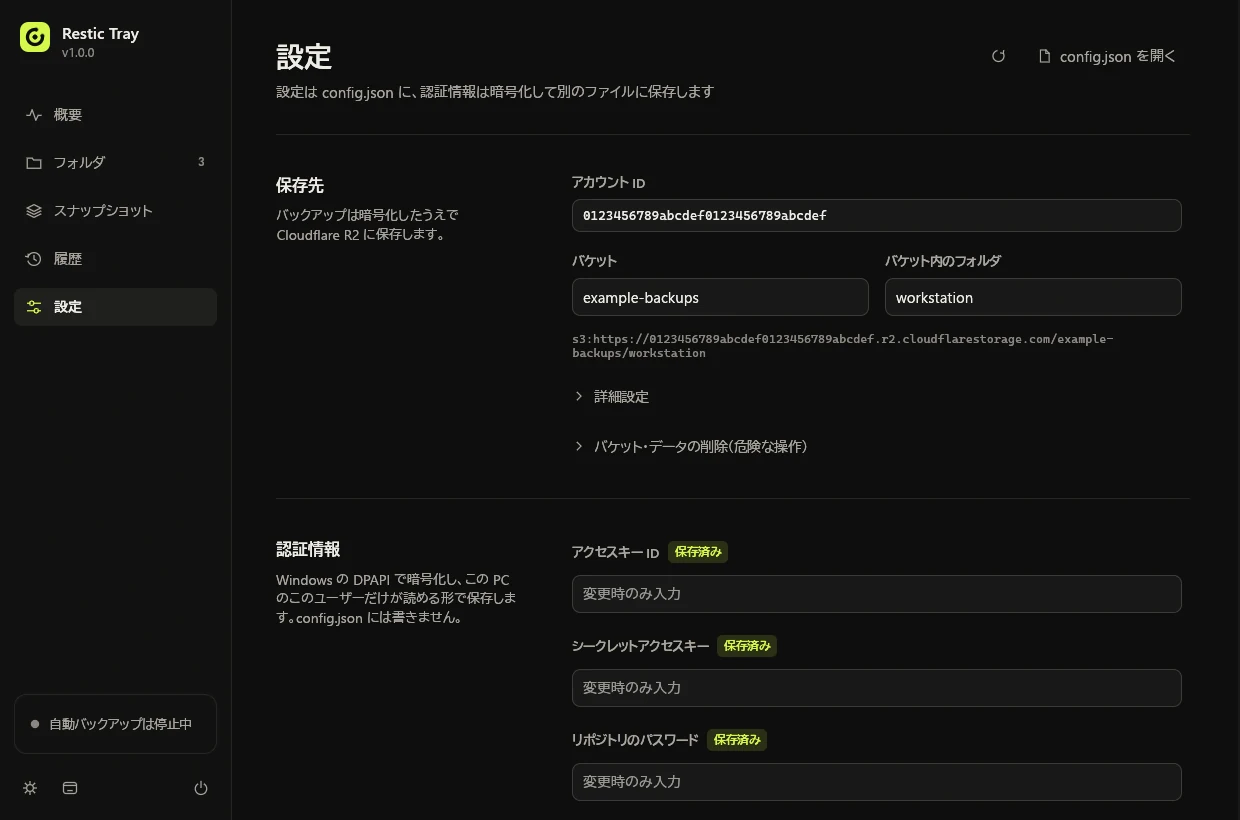 Restic Tray
v1.0.0
概要
フォルダ 3
スナップショット
履歴
設定
自動バックアップは停止中
設定
設定は config.json に、認証情報は暗号化して別のファイルに保存します
config.json を開く
保存先
バックアップは暗号化したうえで
Cloudflare R2 に保存します。
アカウント ID
0123456789abcdef0123456789abcdef
バケット
バケット内のフォルダ
example-backups
workstation
s3:https://0123456789abcdef0123456789abcdef.r2.cloudflarestorage.com/example-
backups/workstation
詳細設定
バケット・データの削除(危険な操作)
認証情報
Windows の DPAPI で暗号化し、この PC
のこのユーザーだけが読める形で保存しま
す。config.json には書きません。
アクセスキー ID 保存済み
変更時のみ入力
シークレットアクセスキー 保存済み
変更時のみ入力
リポジトリのパスワード 保存済み
変更時のみ入力